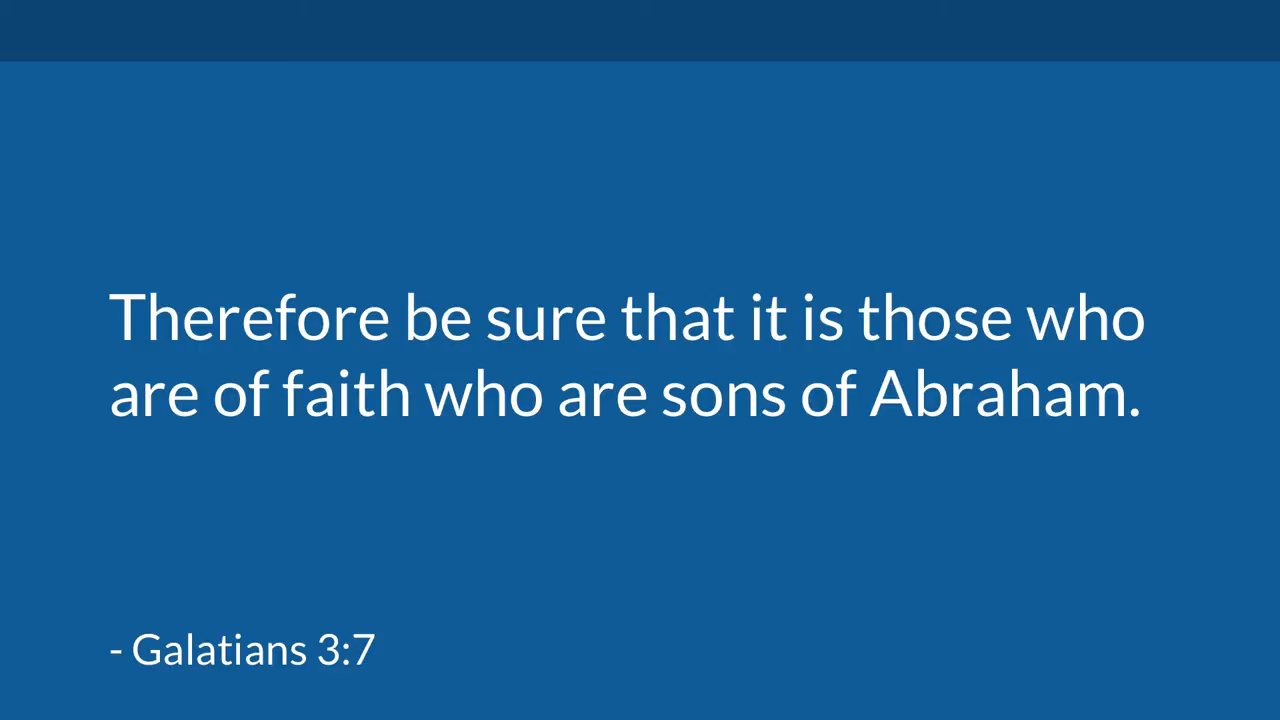 Therefore be sure that it is those who
are of faith who are sons of Abraham.
- Galatians 3:7